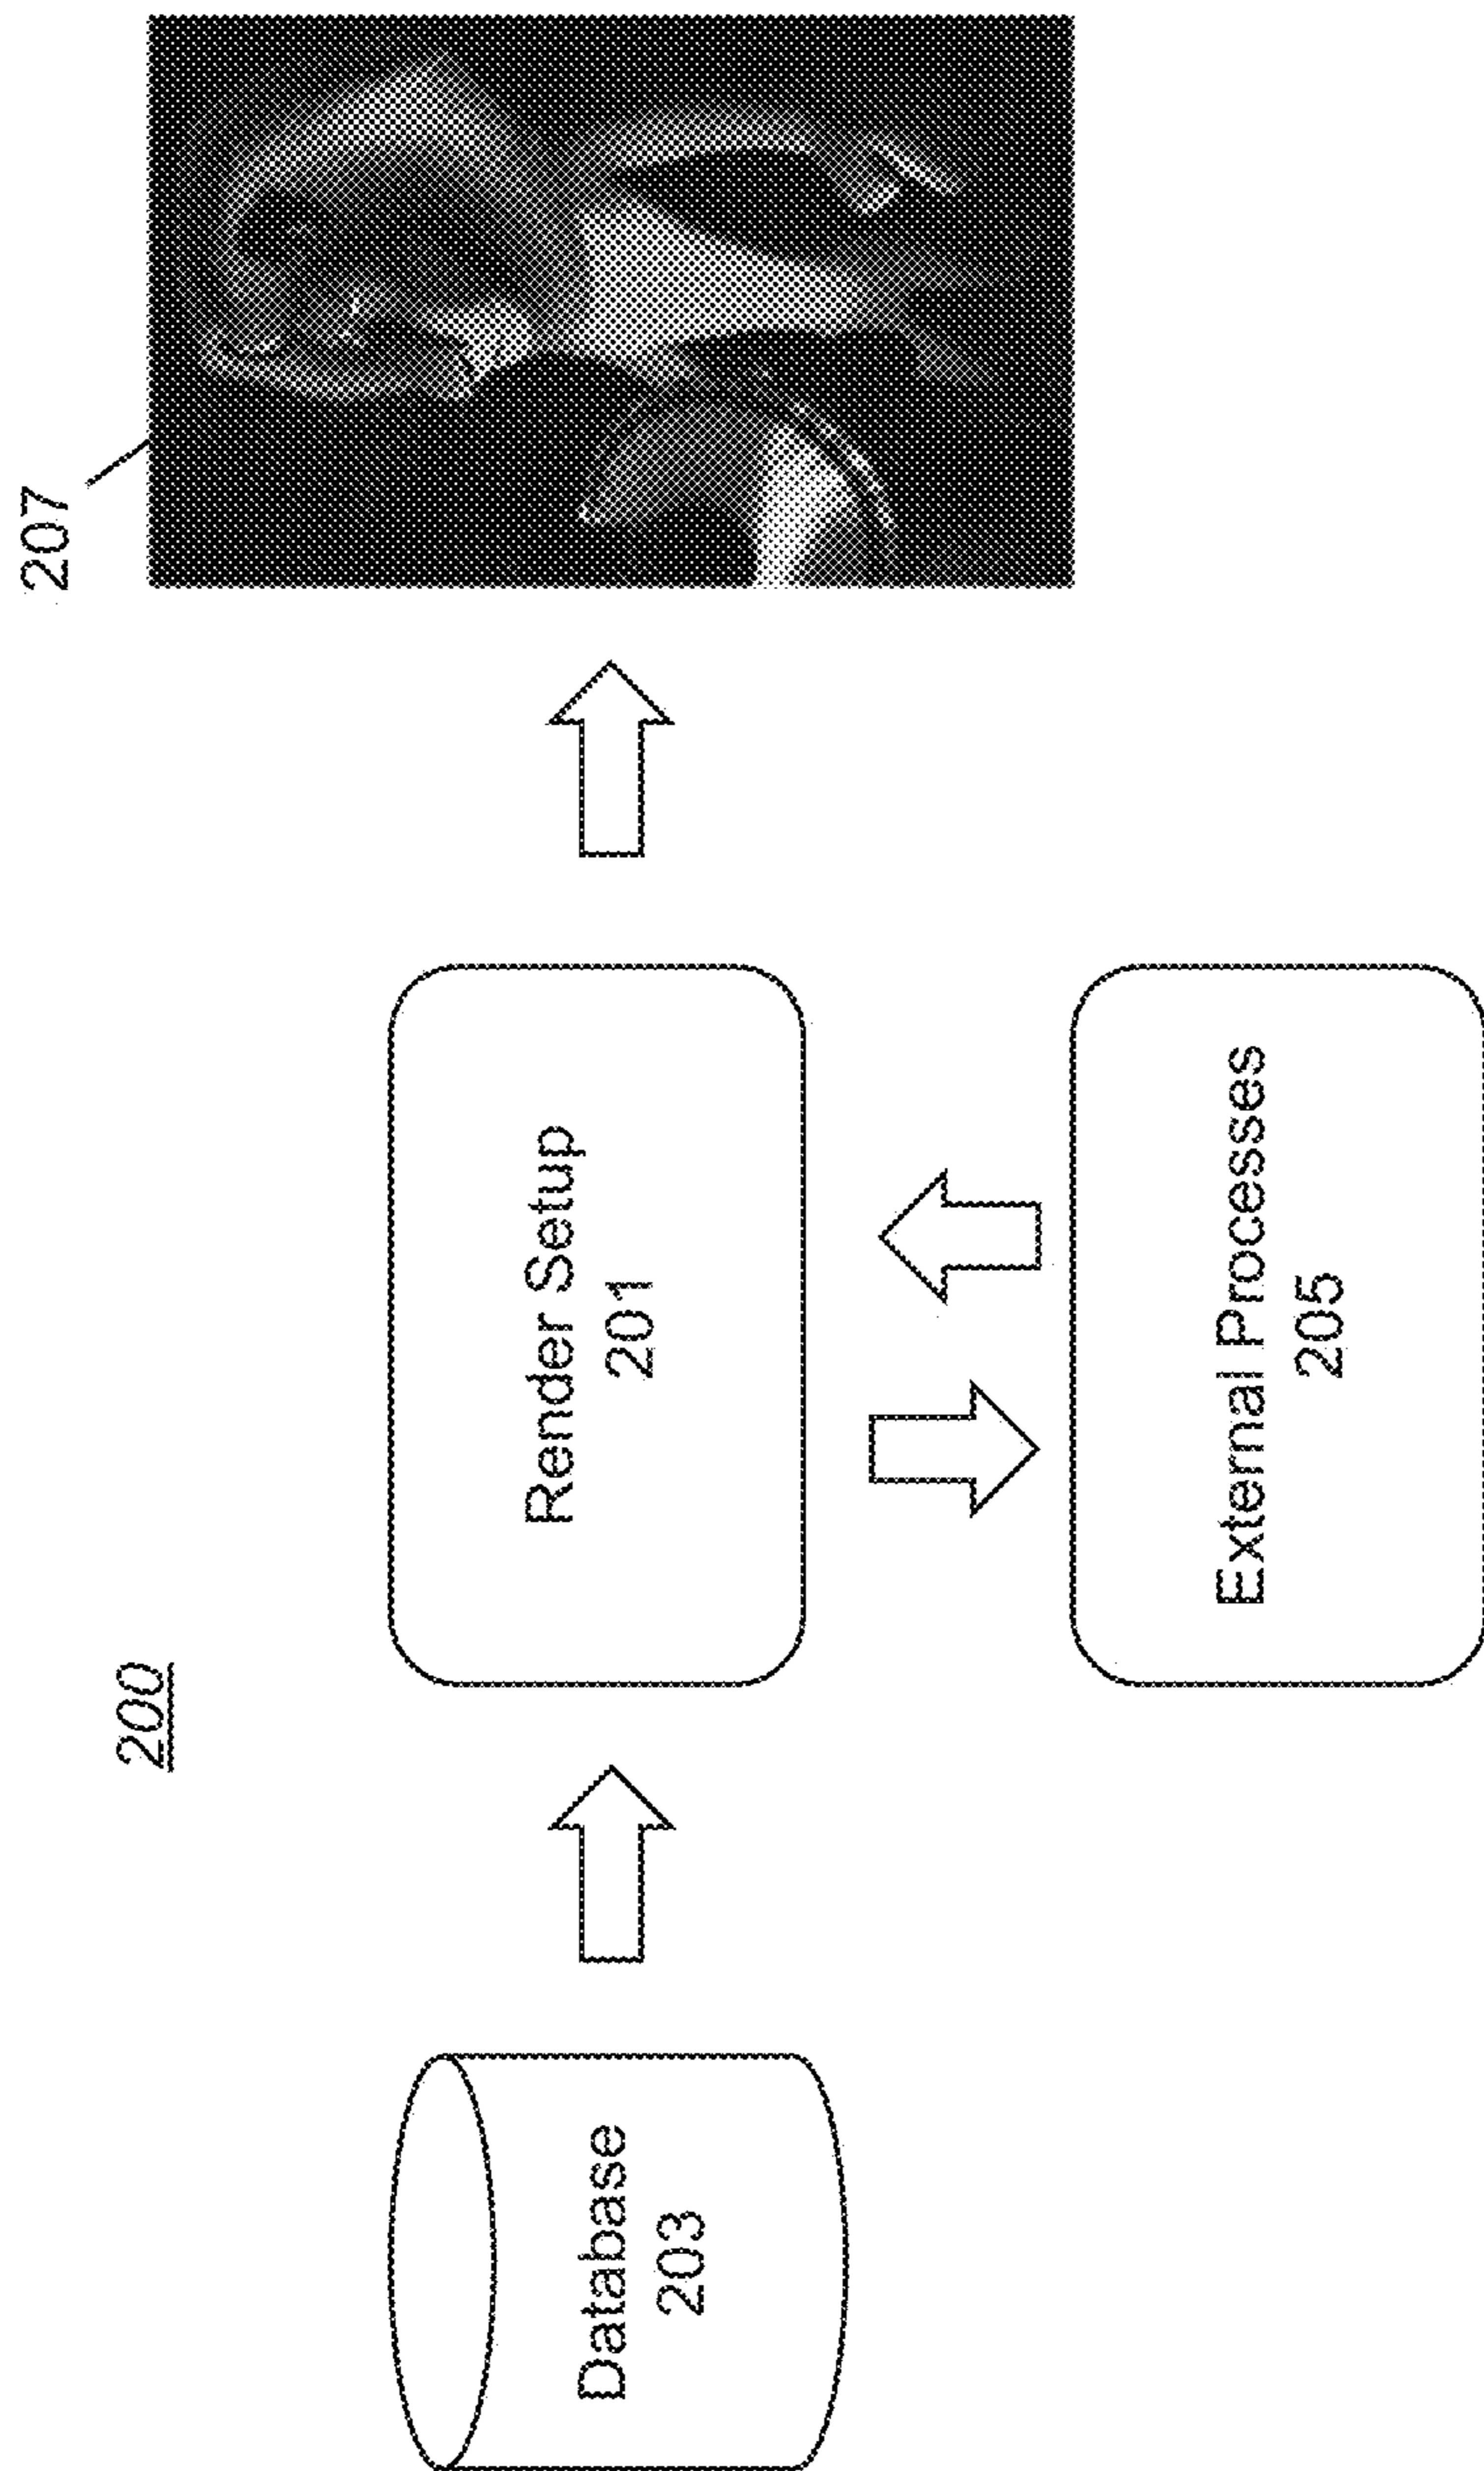 200
207
Database
203
Render Setup
201
External Processes
205